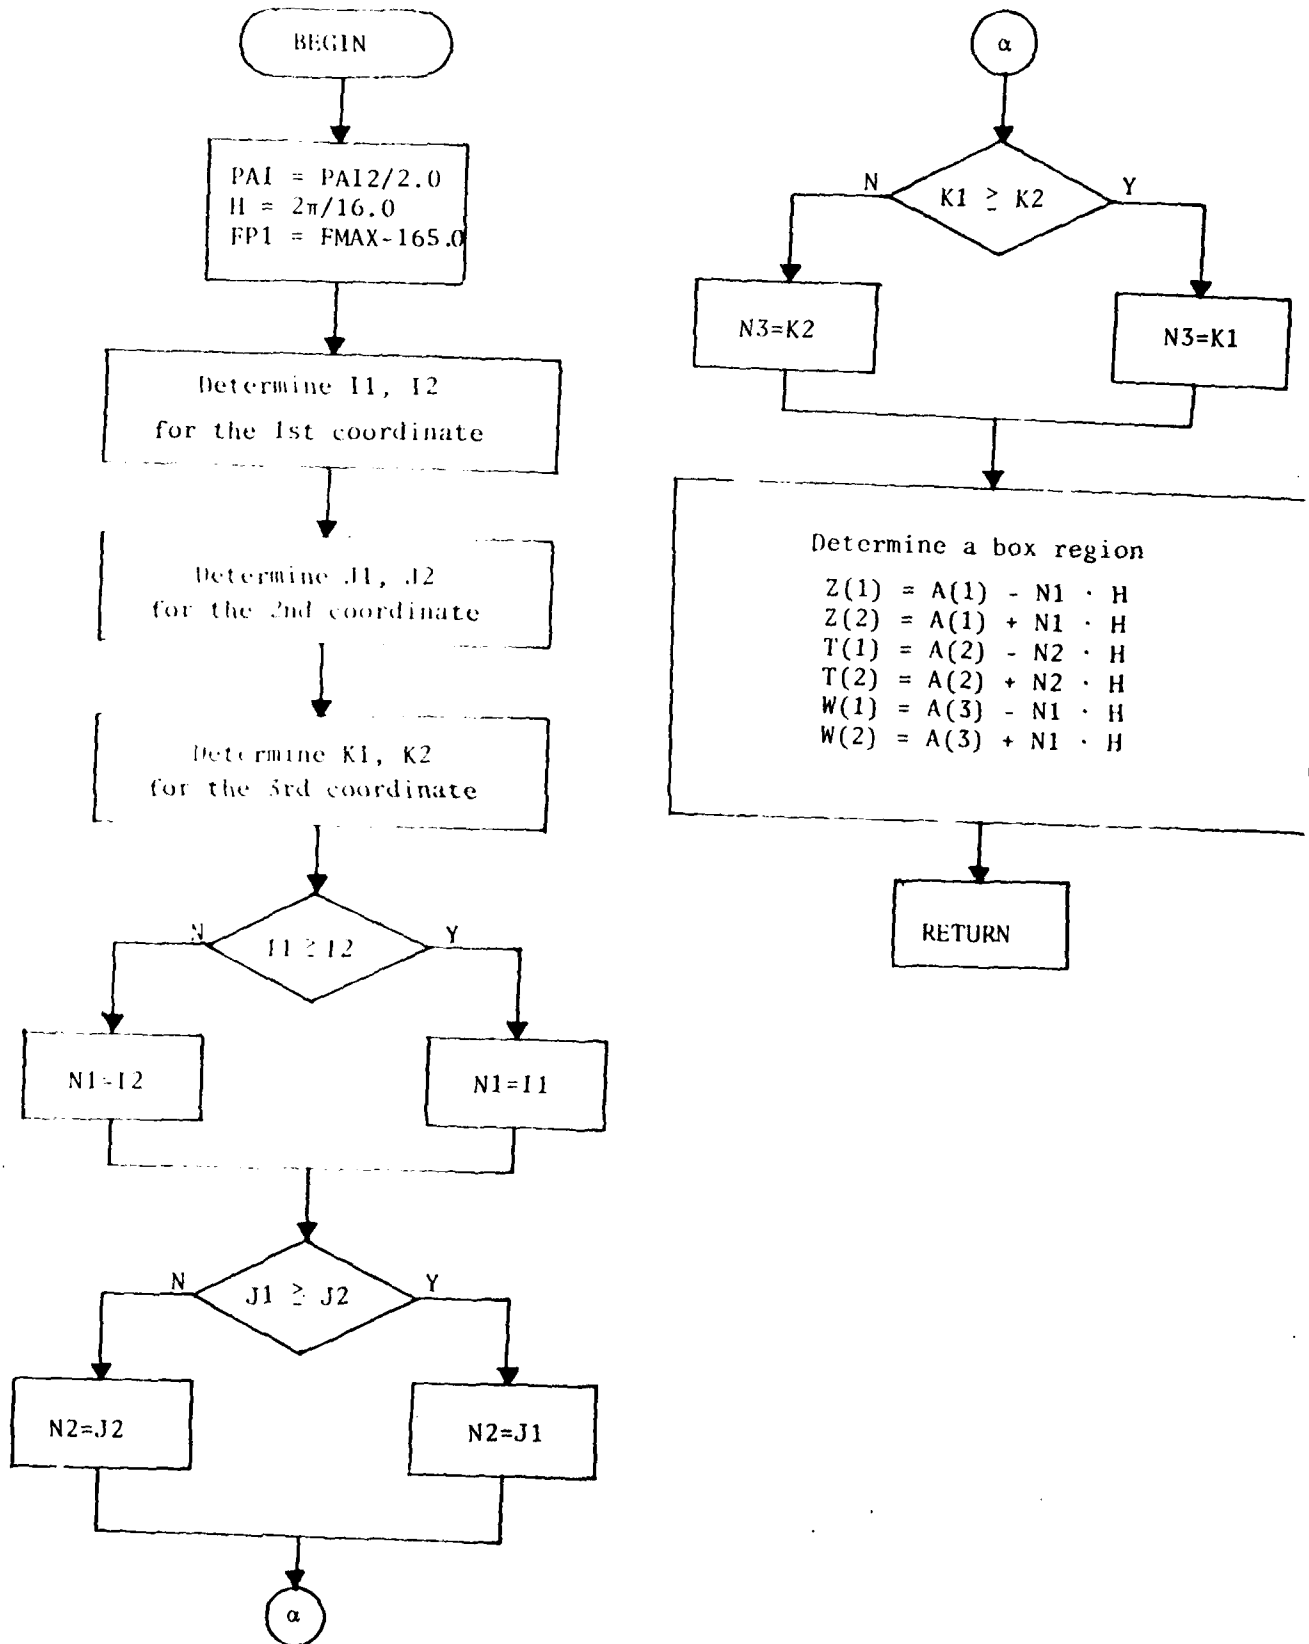 BEGIN
PAI = PAI2/2.0
H = 2π/16.0
FP1 = FMAX-165.0
Determine I1, I2
for the 1st coordinate
Determine J1, J2
for the 2nd coordinate
Determine K1, K2
for the 3rd coordinate
N
I1 ≥ I2
Y
N1=I2
N1=I1
N
J1 ≥ J2
Y
N2=J2
N2=J1
α
α
N
K1 ≥ K2
Y
N3=K2
N3=K1
Determine a box region
Z(1) = A(1) - N1 · H
Z(2) = A(1) + N1 · H
T(1) = A(2) - N2 · H
T(2) = A(2) + N2 · H
W(1) = A(3) - N1 · H
W(2) = A(3) + N1 · H
RETURN